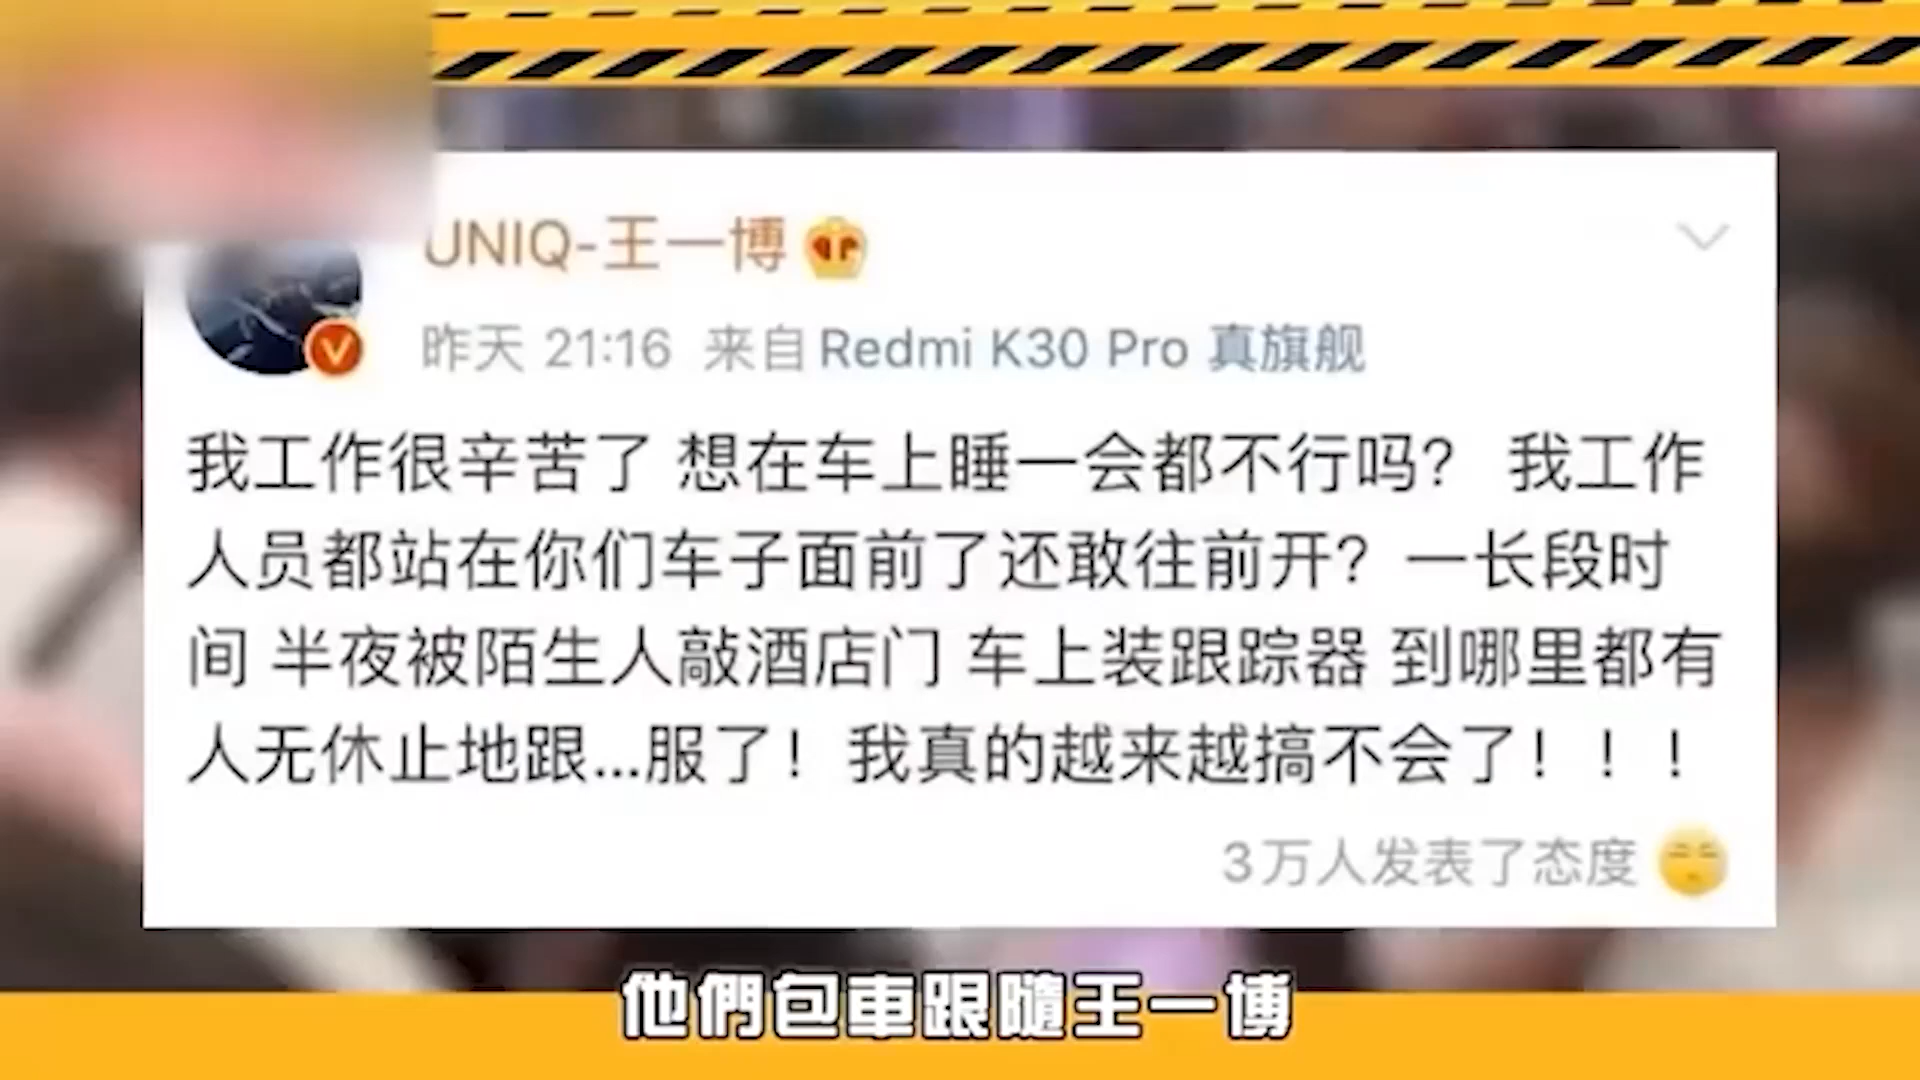 UNIQ-王一博
昨天 21:16 来自 Redmi K30 Pro 真旗舰
我工作很辛苦了 想在车上睡一会都不行吗? 我工作
人员都站在你们车子面前了还敢往前开? 一长段时
间 半夜被陌生人敲酒店门 车上装跟踪器 到哪里都有
人无休止地跟...服了! 我真的越来越搞不会了! ! !
3万人发表了态度
他們包車跟隨王一博